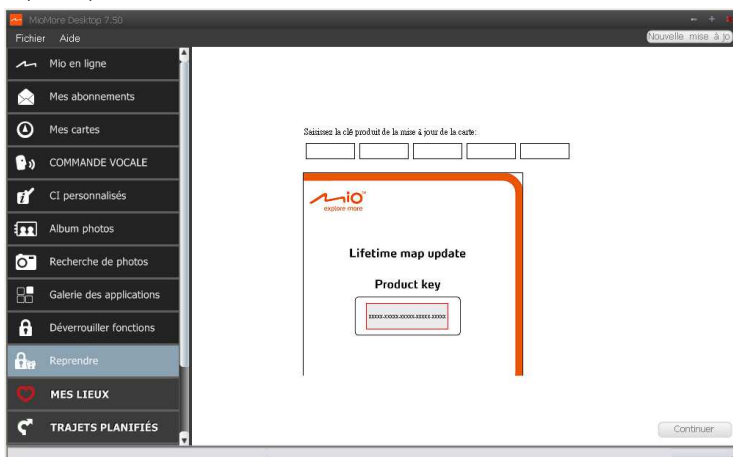 MioMore Desktop 7.50
Fichier Aide
Nouvelle mise à jo
Mio en ligne
Mes abonnements
Mes cartes
COMMANDE VOCALE
CI personnalisés
Album photos
Recherche de photos
Galerie des applications
Déverrouiller fonctions
Reprendre
MES LIEUX
TRAJETS PLANIFIÉS
Saisissez la clé produit de la mise à jour de la carte:
Mio™
explore more
Lifetime map update
Product key
xxxxx-xxxxx-xxxxx-xxxxx-xxxxx
Continuer